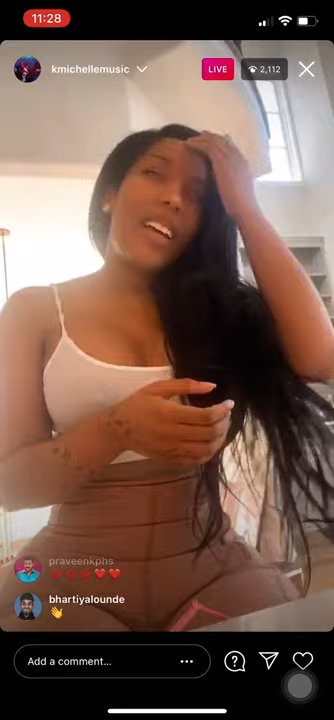 11:28
kmichellemusic
LIVE
2,112
praveenkphs
bhartiyalounde
Add a comment...